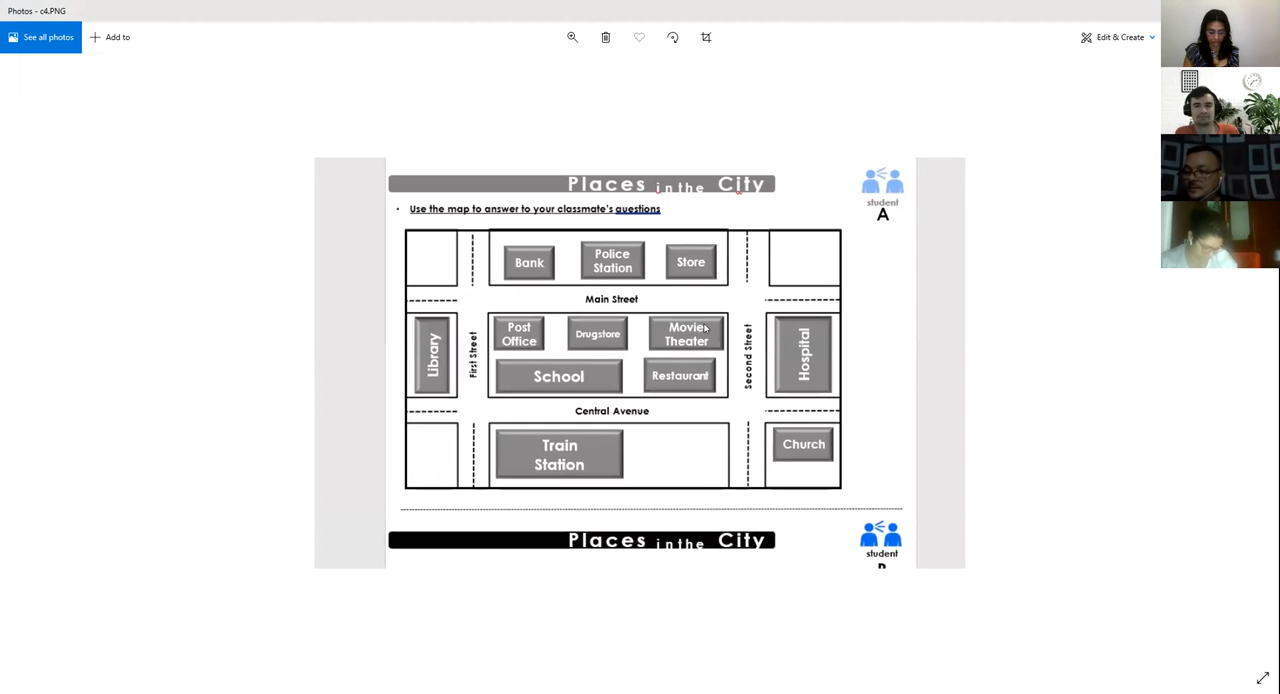 Photos - c4.PNG
See all photos
Add to
Edit & Create
Places in the City
student
A
• Use the map to answer to your classmate's questions
Bank
Police
Station
Store
Main Street
Library
First Street
Post
Office
Drugstore
Movie
Theater
School
Restaurant
Second Street
Hospital
Central Avenue
Train
Station
Church
Places in the City
student